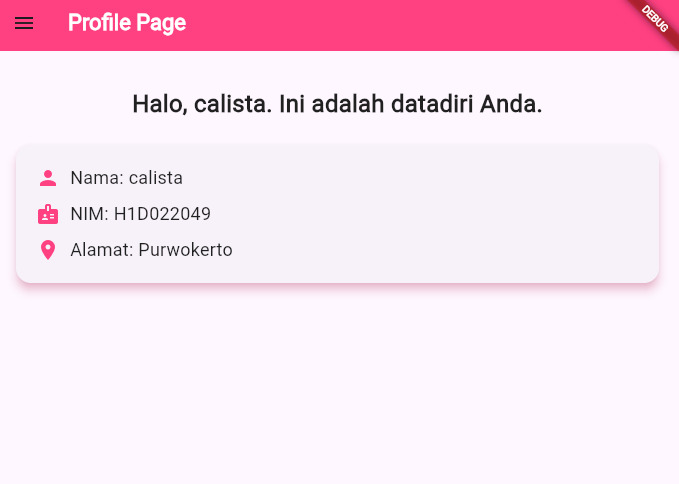 Profile Page
DEBUG
Halo, calista. Ini adalah datadiri Anda.
Nama: calista
NIM: H1D022049
Alamat: Purwokerto